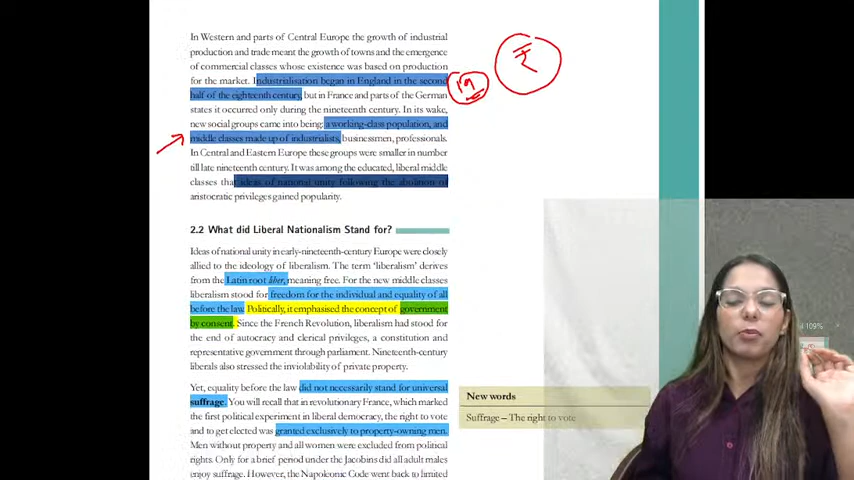 In Western and parts of Central Europe the growth of industrial
production and trade meant the growth of towns and the emergence
of commercial classes whose existence was based on production
for the market. Industrialisation began in England in the second
half of the eighteenth century, but in France and parts of the German
states it occurred only during the nineteenth century. In its wake,
new social groups came into being: a working-class population, and
middle classes made up of industrialists, businessmen, professionals.
In Central and Eastern Europe these groups were smaller in number
till late nineteenth century. It was among the educated, liberal middle
classes that ideas of national unity following the abolition of
aristocratic privileges gained popularity.
19
₹
2.2 What did Liberal Nationalism Stand for?
Ideas of national unity in early-nineteenth-century Europe were closely
allied to the ideology of liberalism. The term ‘liberalism’ derives
from the Latin root liber, meaning free. For the new middle classes
liberalism stood for freedom for the individual and equality of all
before the law. Politically, it emphasised the concept of government
by consent. Since the French Revolution, liberalism had stood for
the end of autocracy and clerical privileges, a constitution and
representative government through parliament. Nineteenth-century
liberals also stressed the inviolability of private property.
Yet, equality before the law did not necessarily stand for universal
suffrage. You will recall that in revolutionary France, which marked
the first political experiment in liberal democracy, the right to vote
and to get elected was granted exclusively to property-owning men.
Men without property and all women were excluded from political
rights. Only for a brief period under the Jacobins did all adult males
enjoy suffrage. However, the Napoleonic Code went back to limited
New words
Suffrage – The right to vote
109%